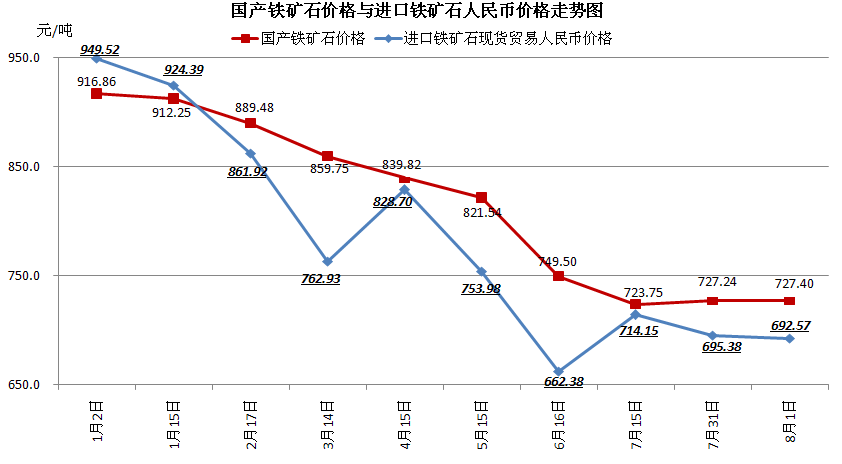 国产铁矿石价格与进口铁矿石人民币价格走势图
元/吨
国产铁矿石价格 进口铁矿石现货贸易人民币价格
950.0
850.0
750.0
650.0
949.52
924.39
916.86
912.25
889.48
861.92
859.75
762.93
839.82
828.70
821.54
753.98
749.50
662.38
723.75
714.15
727.24
695.38
727.40
692.57
1月2日
1月15日
2月17日
3月14日
4月15日
5月15日
6月16日
7月15日
7月31日
8月1日